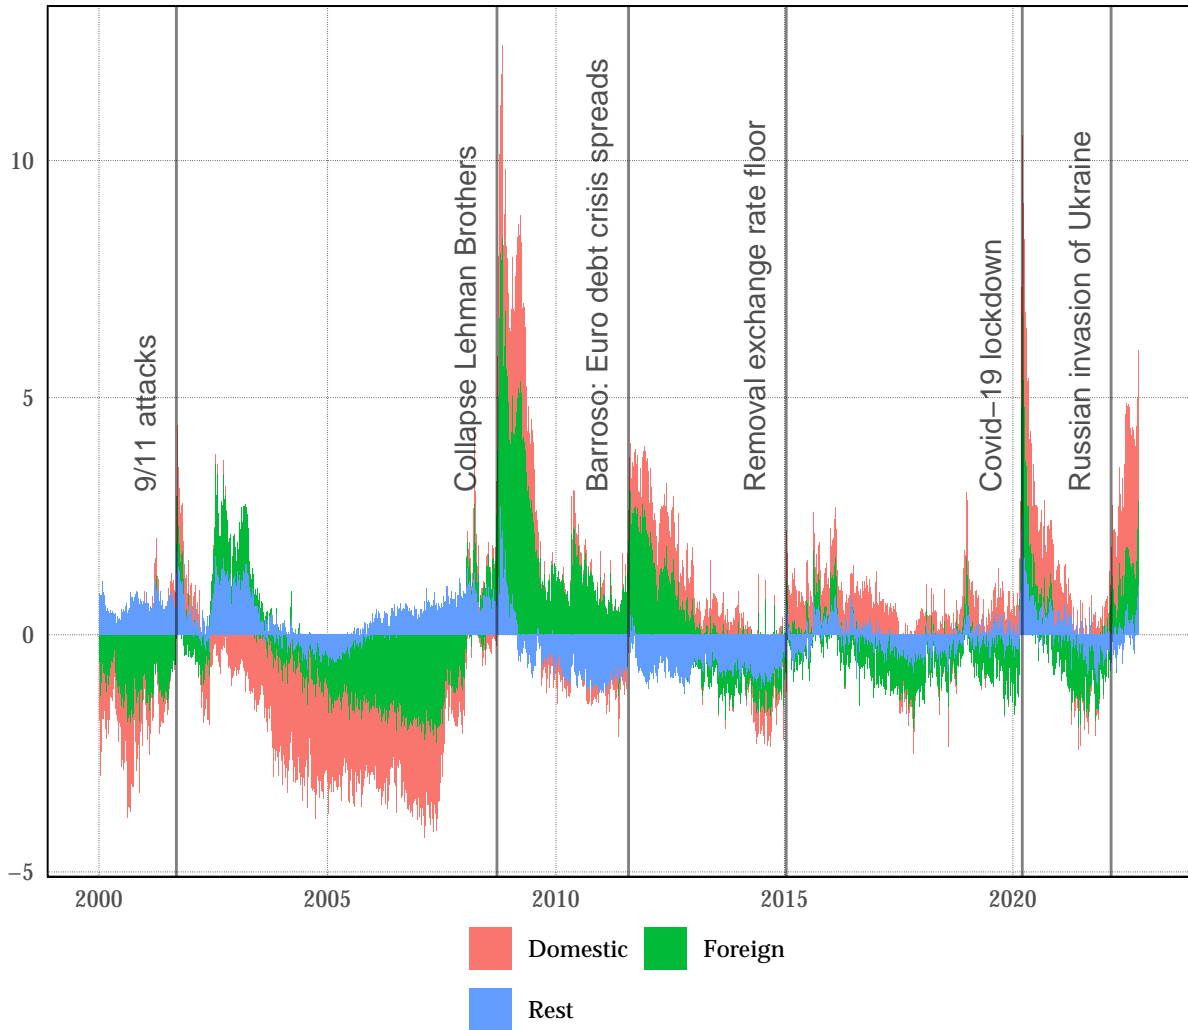 10
5
0
−5
9/11 attacks
Collapse Lehman Brothers
Barroso: Euro debt crisis spreads
Removal exchange rate floor
Covid−19 lockdown
Russian invasion of Ukraine
2000 2005 2010 2015 2020
Domestic Foreign
Rest